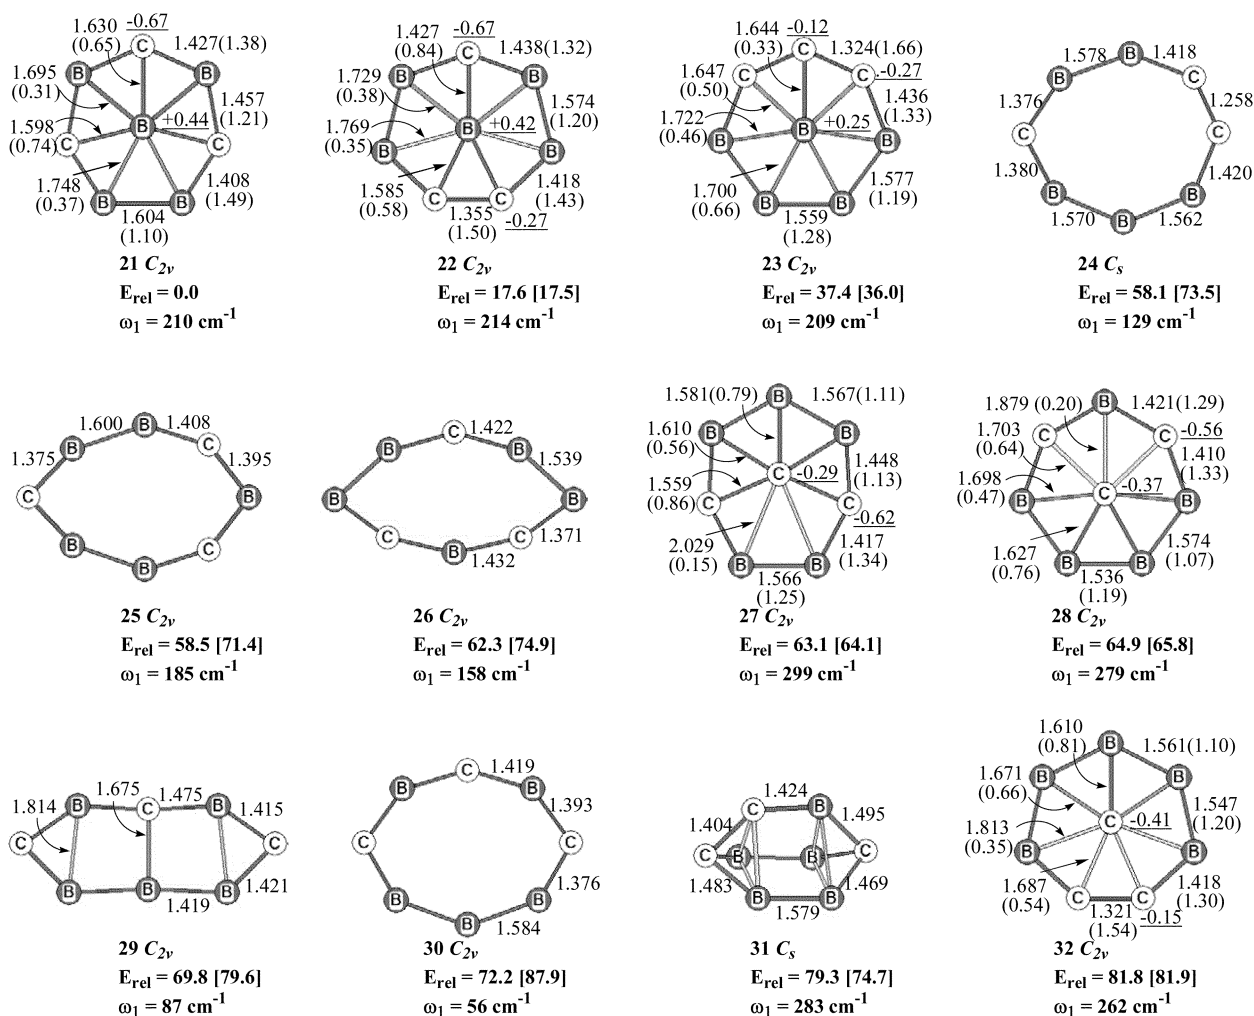 1.630 -0.67
(0.65) C 1.427(1.38)
1.695 B B
(0.31)
1.457
(1.21)
1.598 B +0.44
(0.74) C C
1.748 1.408
(0.37) B B (1.49)
1.604
(1.10)
21 C2v
Erel = 0.0
ω1 = 210 cm-1
1.427 -0.67
(0.84) C 1.438(1.32)
1.729 B B
(0.38)
1.574
(1.20)
1.769 B +0.42
(0.35) B B
1.585 1.418
(0.58) C C (1.43)
1.355
(1.50) -0.27
22 C2v
Erel = 17.6 [17.5]
ω1 = 214 cm-1
1.644 -0.12
(0.33) C 1.324(1.66)
1.647 C C -0.27
(0.50)
1.436
(1.33)
1.722 B +0.25
(0.46) B B
1.700 1.577
(0.66) B B (1.19)
1.559
(1.28)
23 C2v
Erel = 37.4 [36.0]
ω1 = 209 cm-1
1.578 B 1.418
B C
1.376 1.258
C C
1.380 1.420
B B
1.570 B 1.562
24 Cs
Erel = 58.1 [73.5]
ω1 = 129 cm-1
1.600 B 1.408
B C
1.375 1.395
C B
B C
B
25 C2v
Erel = 58.5 [71.4]
ω1 = 185 cm-1
C 1.422
B B
1.539
B B
C C 1.371
B
1.432
26 C2v
Erel = 62.3 [74.9]
ω1 = 158 cm-1
1.581(0.79) B 1.567(1.11)
1.610 B B
(0.56)
1.448
(1.13)
1.559 C -0.29
(0.86) C C
-0.62
2.029 1.417
(0.15) B B (1.34)
1.566
(1.25)
27 C2v
Erel = 63.1 [64.1]
ω1 = 299 cm-1
1.879 (0.20) B 1.421(1.29)
1.703 C C -0.56
(0.64)
1.410
(1.33)
1.698 C -0.37
(0.47) B B
1.627 1.574
(0.76) B B (1.07)
1.536
(1.19)
28 C2v
Erel = 64.9 [65.8]
ω1 = 279 cm-1
1.675 1.475
1.814 B C B 1.415
C C
B B B 1.421
1.419
29 C2v
Erel = 69.8 [79.6]
ω1 = 87 cm-1
C 1.419
B B 1.393
C C
B B 1.376
B 1.584
30 C2v
Erel = 72.2 [87.9]
ω1 = 56 cm-1
1.424
C B 1.495
1.404
C B B C
1.483 B B 1.469
1.579
31 Cs
Erel = 79.3 [74.7]
ω1 = 283 cm-1
1.610
(0.81) B 1.561(1.10)
1.671 B B
(0.66)
1.547
(1.20)
1.813 C -0.41
(0.35) B B
1.687 1.418
(0.54) C C (1.30)
1.321
(1.54) -0.15
32 C2v
Erel = 81.8 [81.9]
ω1 = 262 cm-1